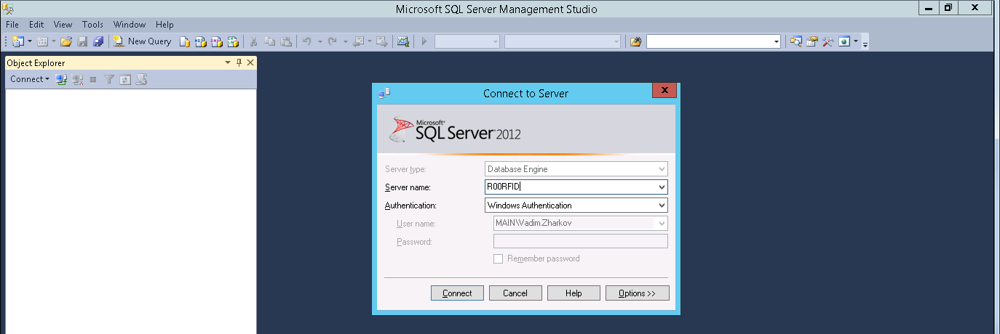 Microsoft SQL Server Management Studio
File Edit View Tools Window Help
New Query
Object Explorer
Connect
Connect to Server
Microsoft
SQL Server 2012
Server type: Database Engine
Server name: R00RFID
Authentication: Windows Authentication
User name: MAIN\Vadim.Zharkov
Password:
Remember password
Connect Cancel Help Options >>